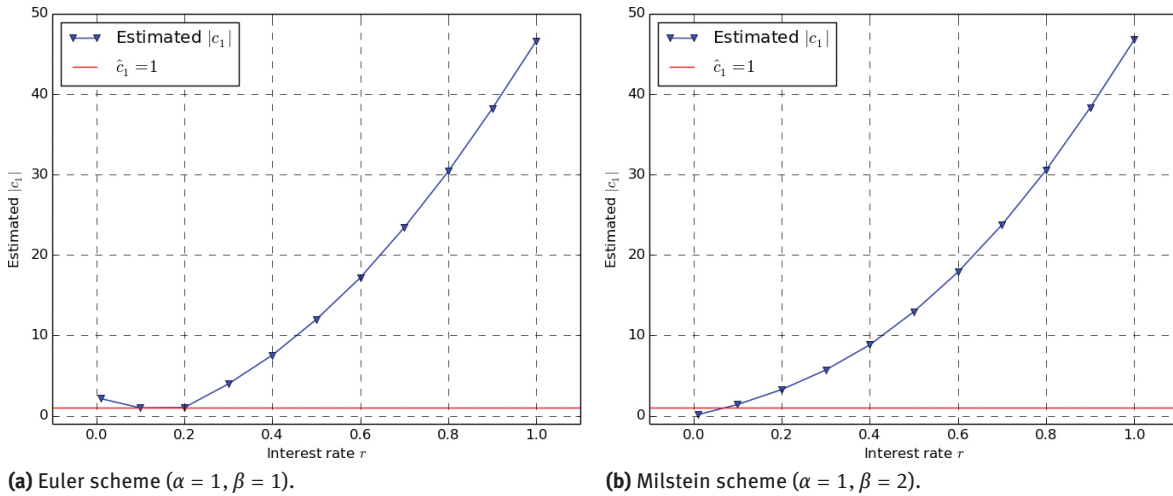 50
40
30
20
10
0
Estimated |c₁|
Estimated |c₁|
ĉ₁ = 1
0.0 0.2 0.4 0.6 0.8 1.0
Interest rate r
(a) Euler scheme (α = 1, β = 1).
50
40
30
20
10
0
Estimated |c₁|
Estimated |c₁|
ĉ₁ = 1
0.0 0.2 0.4 0.6 0.8 1.0
Interest rate r
(b) Milstein scheme (α = 1, β = 2).